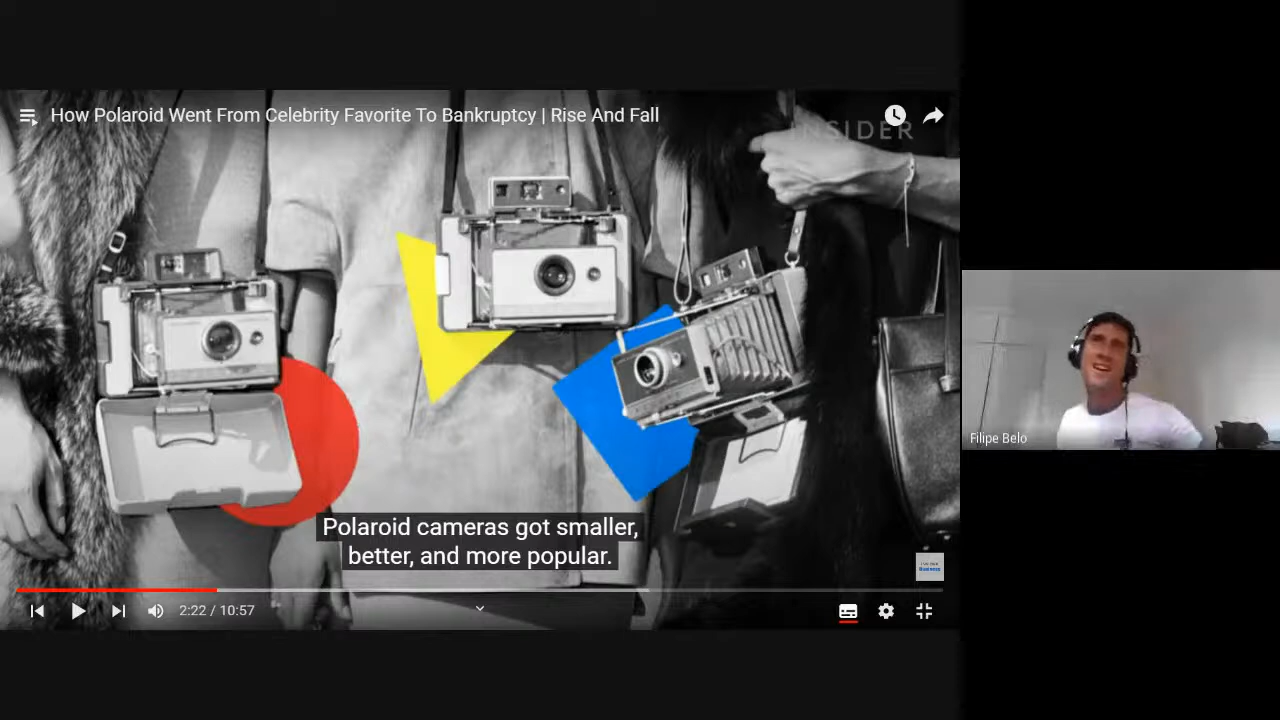 How Polaroid Went From Celebrity Favorite To Bankruptcy | Rise And Fall
INSIDER
Polaroid cameras got smaller,
better, and more popular.
2:22 / 10:57
Filipe Belo